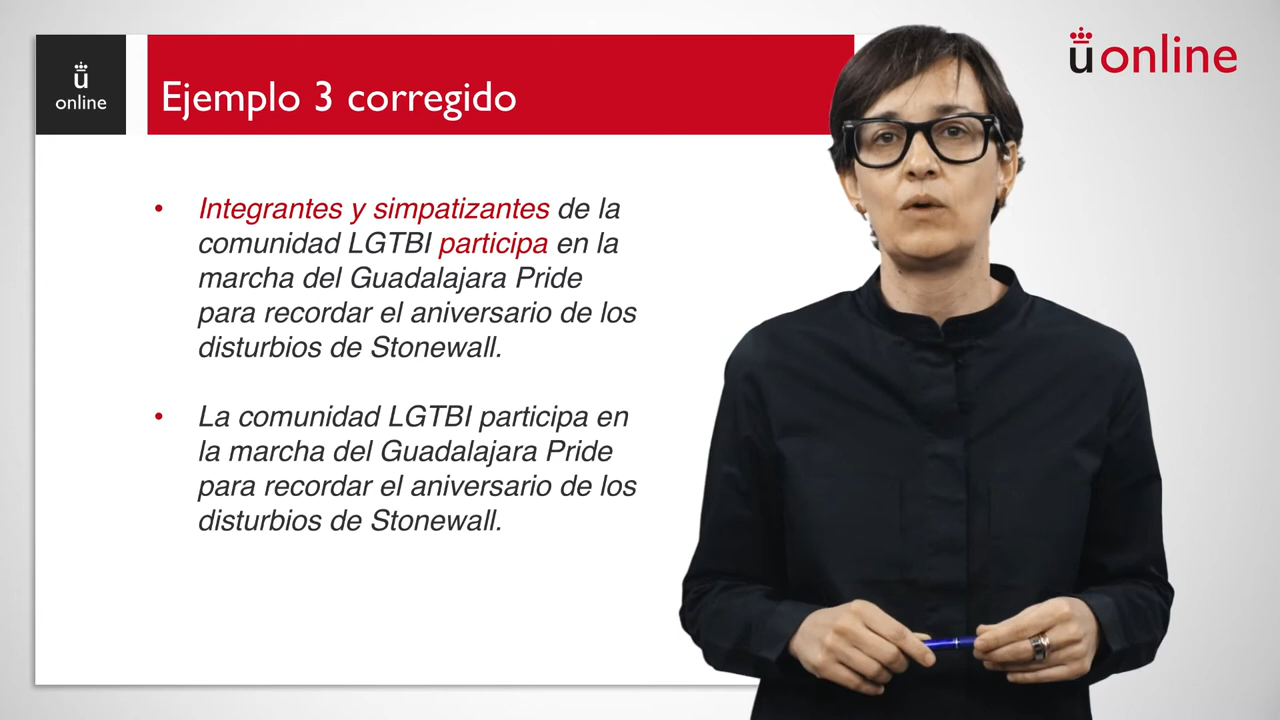 ü
online
Ejemplo 3 corregido
üonline
• Integrantes y simpatizantes de la
comunidad LGTBI participa en la
marcha del Guadalajara Pride
para recordar el aniversario de los
disturbios de Stonewall.
• La comunidad LGTBI participa en
la marcha del Guadalajara Pride
para recordar el aniversario de los
disturbios de Stonewall.